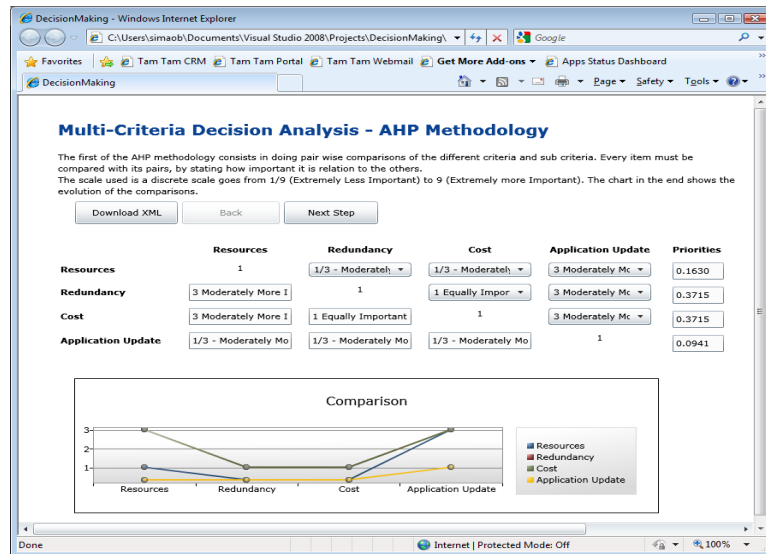 DecisionMaking - Windows Internet Explorer
C:\Users\simaob\Documents\Visual Studio 2008\Projects\DecisionMaking\ Google
Favorites Tam Tam CRM Tam Tam Portal Tam Tam Webmail Get More Add-ons Apps Status Dashboard
DecisionMaking Page Safety Tools
Multi-Criteria Decision Analysis - AHP Methodology
The first of the AHP methodology consists in doing pair wise comparisons of the different criteria and sub criteria. Every item must be
compared with its pairs, by stating how important it is relation to the others.
The scale used is a discrete scale goes from 1/9 (Extremely Less Important) to 9 (Extremely more Important). The chart in the end shows the
evolution of the comparisons.
Download XML Back Next Step
Resources Redundancy Cost Application Update Priorities
Resources 1 1/3 - Moderately 1/3 - Moderately 3 Moderately Mc 0.1630
Redundancy 3 Moderately More I 1 1 Equally Impor 3 Moderately Mc 0.3715
Cost 3 Moderately More I 1 Equally Important 1 3 Moderately Mc 0.3715
Application Update 1/3 - Moderately Mo 1/3 - Moderately Mo 1/3 - Moderately Mo 1 0.0941
Comparison
3
2
1
Resources Redundancy Cost Application Update
Resources
Redundancy
Cost
Application Update
Done Internet | Protected Mode: Off 100%